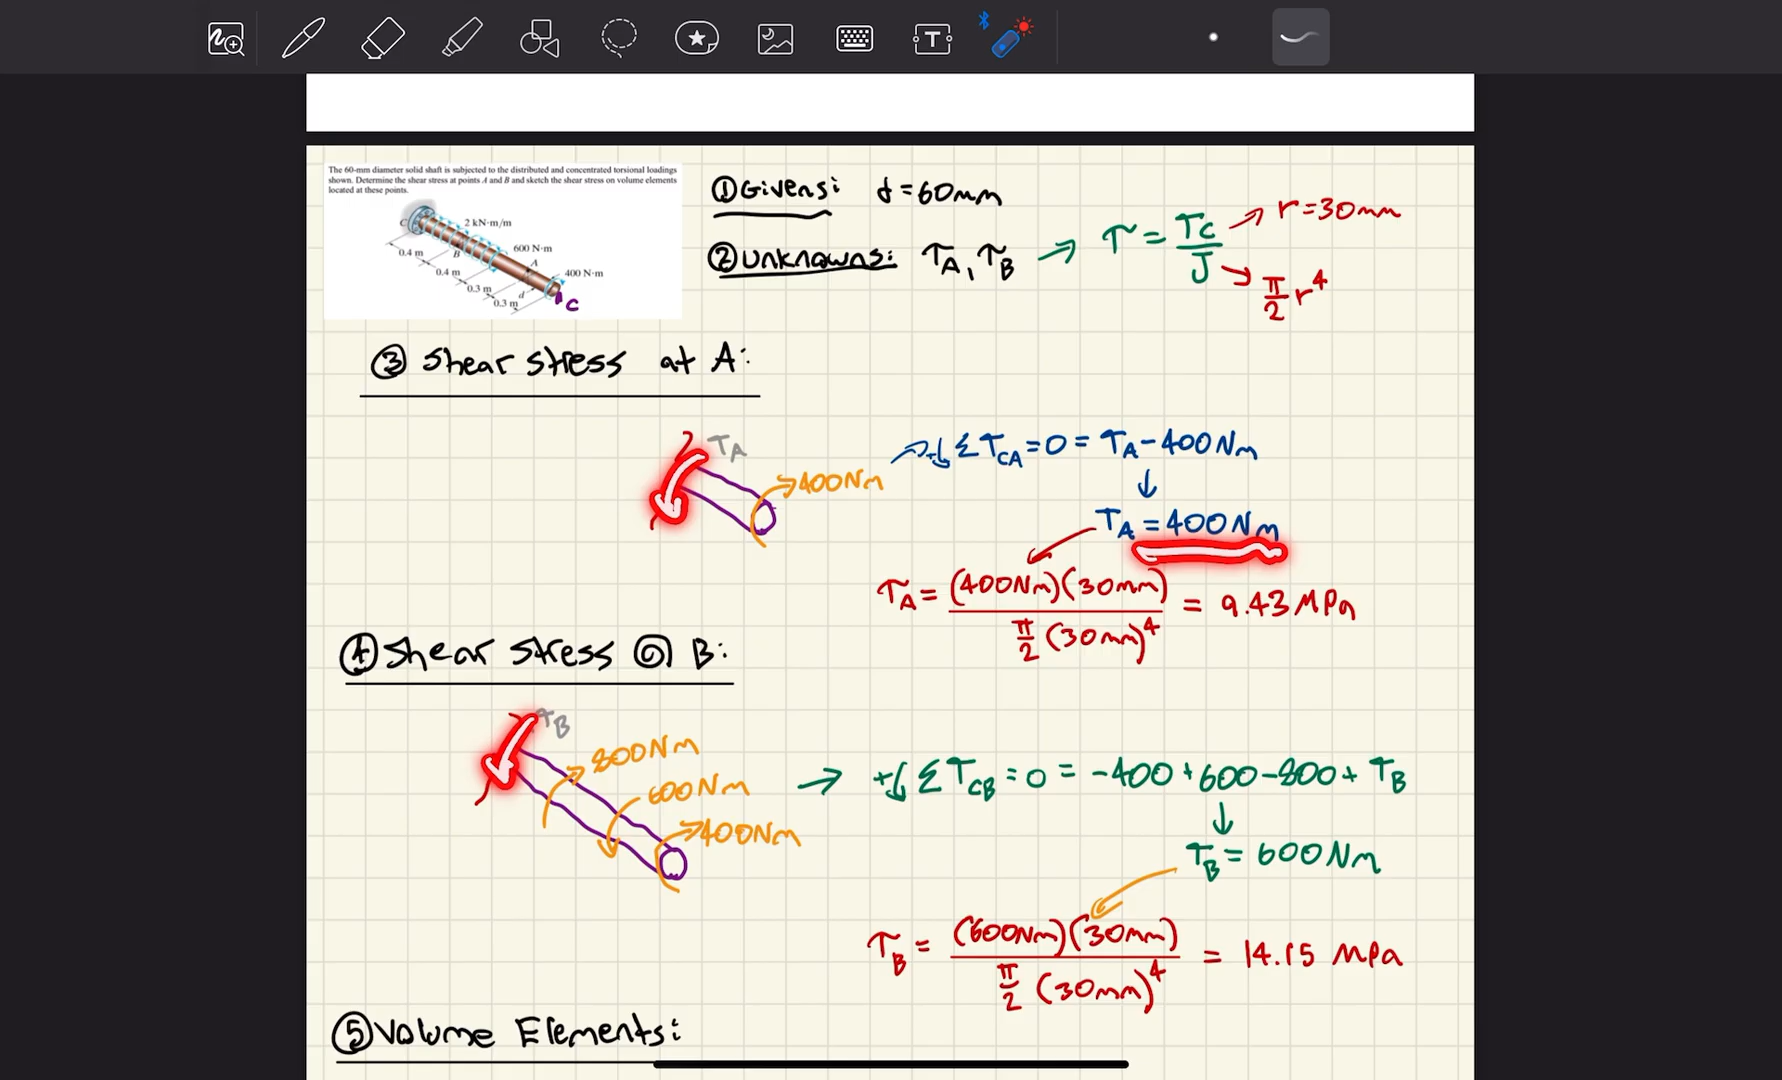 The 60-mm diameter solid shaft is subjected to the distributed and concentrated torsional loadings
shown. Determine the shear stress at points A and B and sketch the shear stress on volume elements
located at these points.
C
2 kN·m/m
600 N·m
400 N·m
A
B
0.4 m
0.4 m
0.3 m
0.3 m
d
C
① Givens: d = 60mm
② Unknowns: τA, τB → τ = Tc/J
r = 30mm
π/2 r⁴
③ Shear stress at A:
TA
400Nm
+↓ ΣTCA = 0 = TA - 400Nm
↓
TA = 400Nm
τA = (400Nm)(30mm) / π/2 (30mm)⁴ = 9.43 MPa
④ Shear stress @ B:
TB
800Nm
600Nm
400Nm
→ +↓ ΣTCB = 0 = -400 + 600 - 800 + TB
↓
TB = 600Nm
τB = (600Nm)(30mm) / π/2 (30mm)⁴ = 14.15 MPa
⑤ Volume Elements: